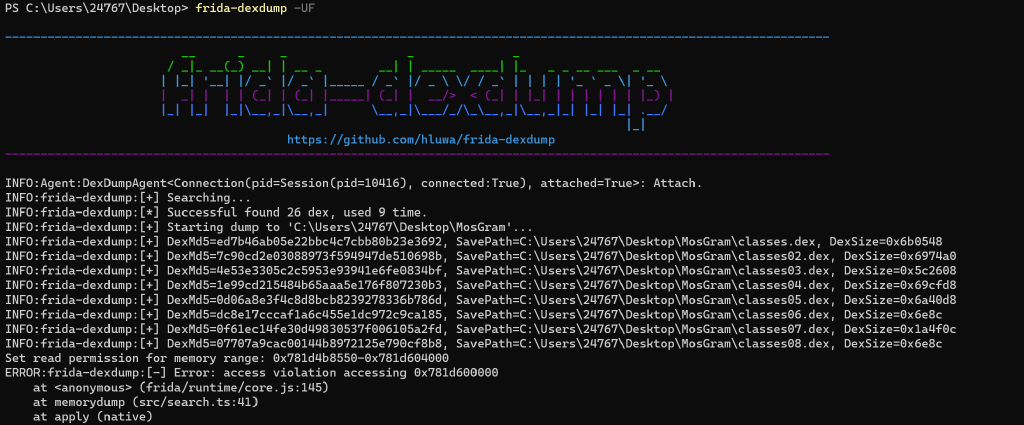 PS C:\Users\24767\Desktop> frida-dexdump -UF
frida-dexdump
https://github.com/hluwa/frida-dexdump
INFO:Agent:DexDumpAgent<Connection(pid=Session(pid=10416), connected:True), attached=True>: Attach.
INFO:frida-dexdump:[+] Searching...
INFO:frida-dexdump:[*] Successful found 26 dex, used 9 time.
INFO:frida-dexdump:[+] Starting dump to 'C:\Users\24767\Desktop\MosGram'...
INFO:frida-dexdump:[+] DexMd5=ed7b46ab05e22bbc4c7cbb80b23e3692, SavePath=C:\Users\24767\Desktop\MosGram\classes.dex, DexSize=0x6b0548
INFO:frida-dexdump:[+] DexMd5=7c90cd2e03088973f594947de510698b, SavePath=C:\Users\24767\Desktop\MosGram\classes02.dex, DexSize=0x6974a0
INFO:frida-dexdump:[+] DexMd5=4e53e3305c2c5953e93941e6fe0834bf, SavePath=C:\Users\24767\Desktop\MosGram\classes03.dex, DexSize=0x5c2608
INFO:frida-dexdump:[+] DexMd5=1e99cd215484b65aaa5e176f807230b3, SavePath=C:\Users\24767\Desktop\MosGram\classes04.dex, DexSize=0x69cfd8
INFO:frida-dexdump:[+] DexMd5=0d06a8e3f4c8d8bcb8239278336b786d, SavePath=C:\Users\24767\Desktop\MosGram\classes05.dex, DexSize=0x6a40d8
INFO:frida-dexdump:[+] DexMd5=dc8e17cccaf1a6c455e1dc972c9ca185, SavePath=C:\Users\24767\Desktop\MosGram\classes06.dex, DexSize=0x6e8c
INFO:frida-dexdump:[+] DexMd5=0f61ec14fe30d49830537f006105a2fd, SavePath=C:\Users\24767\Desktop\MosGram\classes07.dex, DexSize=0x1a4f0c
INFO:frida-dexdump:[+] DexMd5=07707a9cac00144b8972125e790cf8b8, SavePath=C:\Users\24767\Desktop\MosGram\classes08.dex, DexSize=0x6e8c
Set read permission for memory range: 0x781d4b8550-0x781d604000
ERROR:frida-dexdump:[-] Error: access violation accessing 0x781d600000
at <anonymous> (frida/runtime/core.js:145)
at memorydump (src/search.ts:41)
at apply (native)